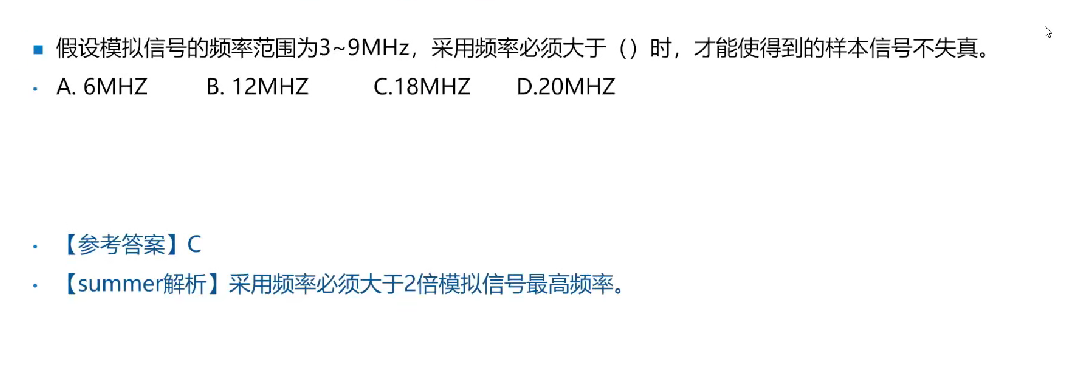 假设模拟信号的频率范围为3~9MHz，采用频率必须大于（）时，才能使得到的样本信号不失真。
A. 6MHZ B. 12MHZ C.18MHZ D.20MHZ
【参考答案】C
【summer解析】采用频率必须大于2倍模拟信号最高频率。